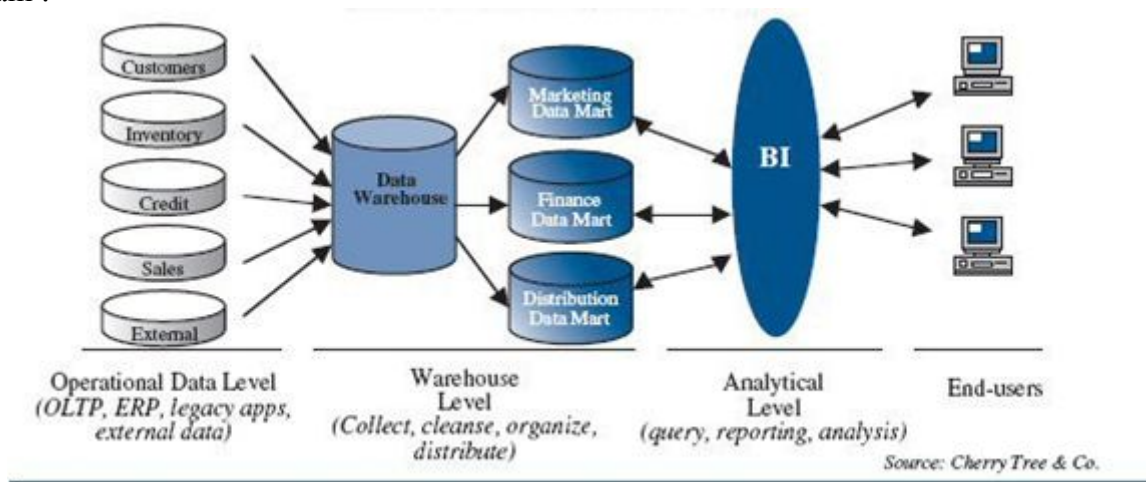 Customers
Inventory
Credit
Sales
External
Data
Warehouse
Marketing
Data Mart
Finance
Data Mart
Distribution
Data Mart
BI
Operational Data Level
(OLTP, ERP, legacy apps,
external data)
Warehouse
Level
(Collect, cleanse, organize,
distribute)
Analytical
Level
(query, reporting, analysis)
End-users
Source: Cherry Tree & Co.